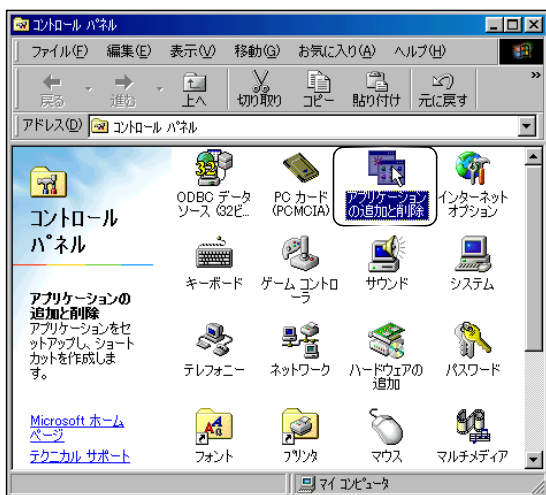 コントロール パネル
ファイル(F) 編集(E) 表示(V) 移動(G) お気に入り(A) ヘルプ(H)
戻る 進む 上へ 切り取り コピー 貼り付け 元に戻す »
アドレス(D) コントロール パネル
コントロール
パネル
アプリケーションの
追加と削除
アプリケーションをセ
ットアップし、ショート
カットを作成しま
す。
Microsoft ホーム
ページ
テクニカル サポート
32
ODBC データ
ソース (32ビ...
PC カード
(PCMCIA)
アプリケーション
の追加と削除
インターネット
オプション
キーボード
ゲーム コントロ
ーラ
サウンド
システム
テレフォニー
ネットワーク
ハードウェアの
追加
パスワード
フォント
プリンタ
マウス
マルチメディア
マイ コンピュータ